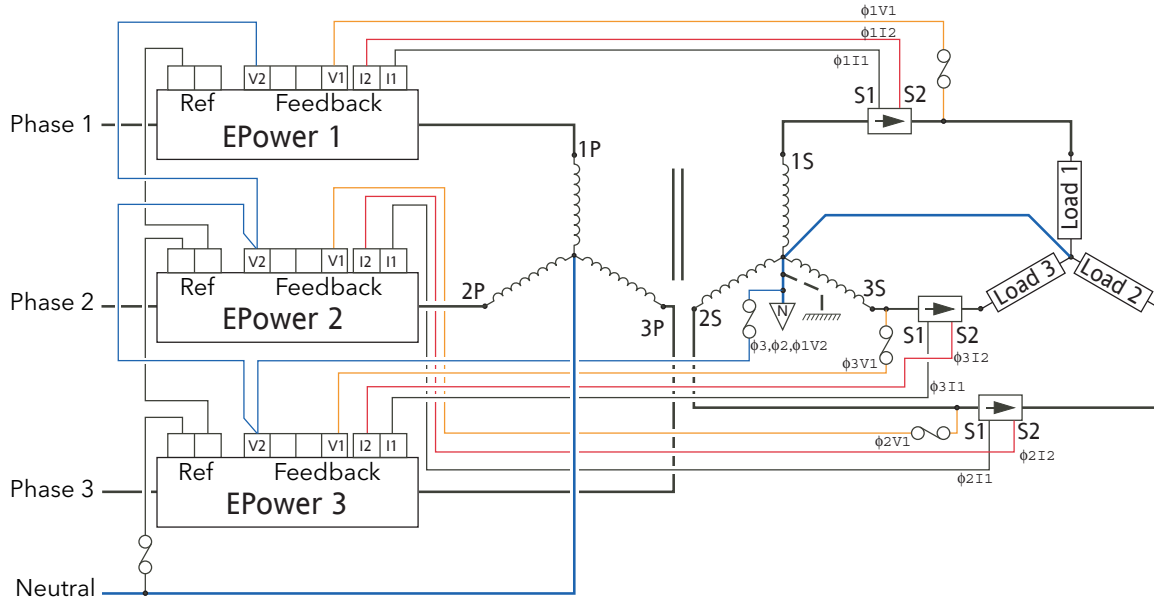 ϕ1V1
ϕ1I2
ϕ1I1
V2 V1 I2 I1
Ref Feedback
S1 S2
Phase 1
EPower 1
1P
1S
Load 1
V2 V1 I2 I1
Ref Feedback
2P
3S
Load 3
Load 2
Phase 2
EPower 2
3P
2S
N
S1 S2
ϕ3,ϕ2,ϕ1V2
ϕ3V1
ϕ3I2
ϕ3I1
V2 V1 I2 I1
Ref Feedback
S1 S2
ϕ2V1
ϕ2I2
ϕ2I1
Phase 3
EPower 3
Neutral